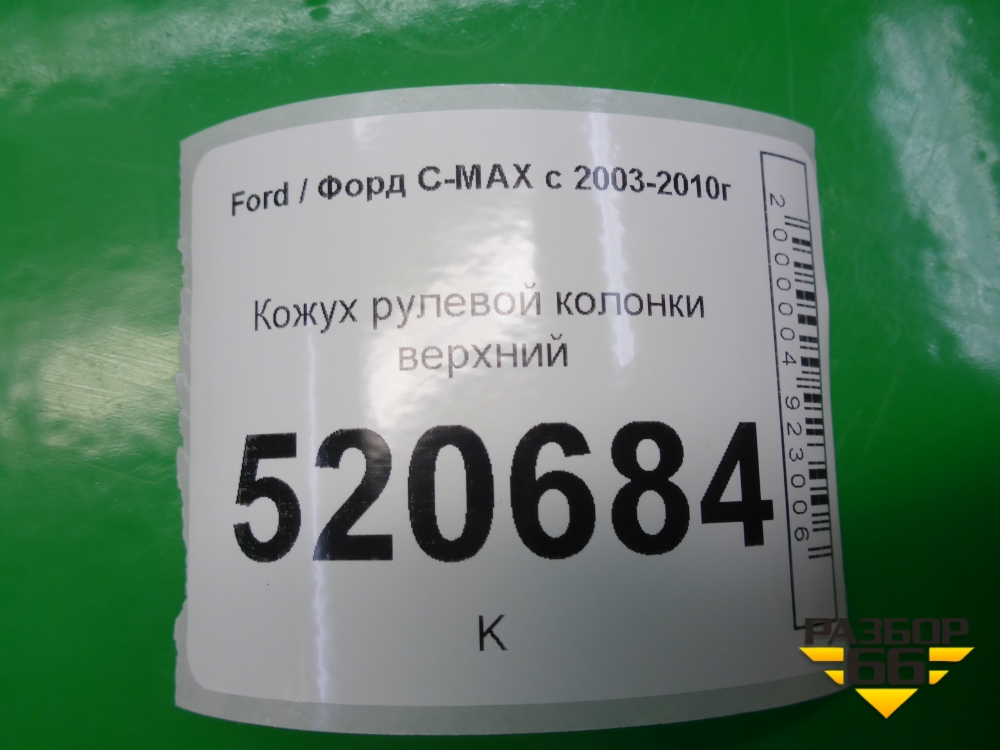 Ford / Форд C-MAX с 2003-2010г
Кожух рулевой колонки
верхний
520684
К
2000004923006
РАЗБОР
66